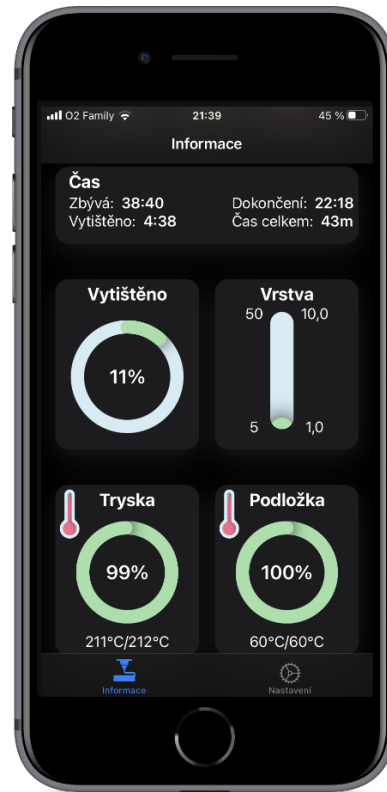 O2 Family 21:39 45 %
Informace
Čas
Zbývá: 38:40 Dokončení: 22:18
Vytištěno: 4:38 Čas celkem: 43m
Vytištěno Vrstva
50 10,0
11%
5 1,0
Tryska Podložka
99% 100%
211°C/212°C 60°C/60°C
Informace Nastavení